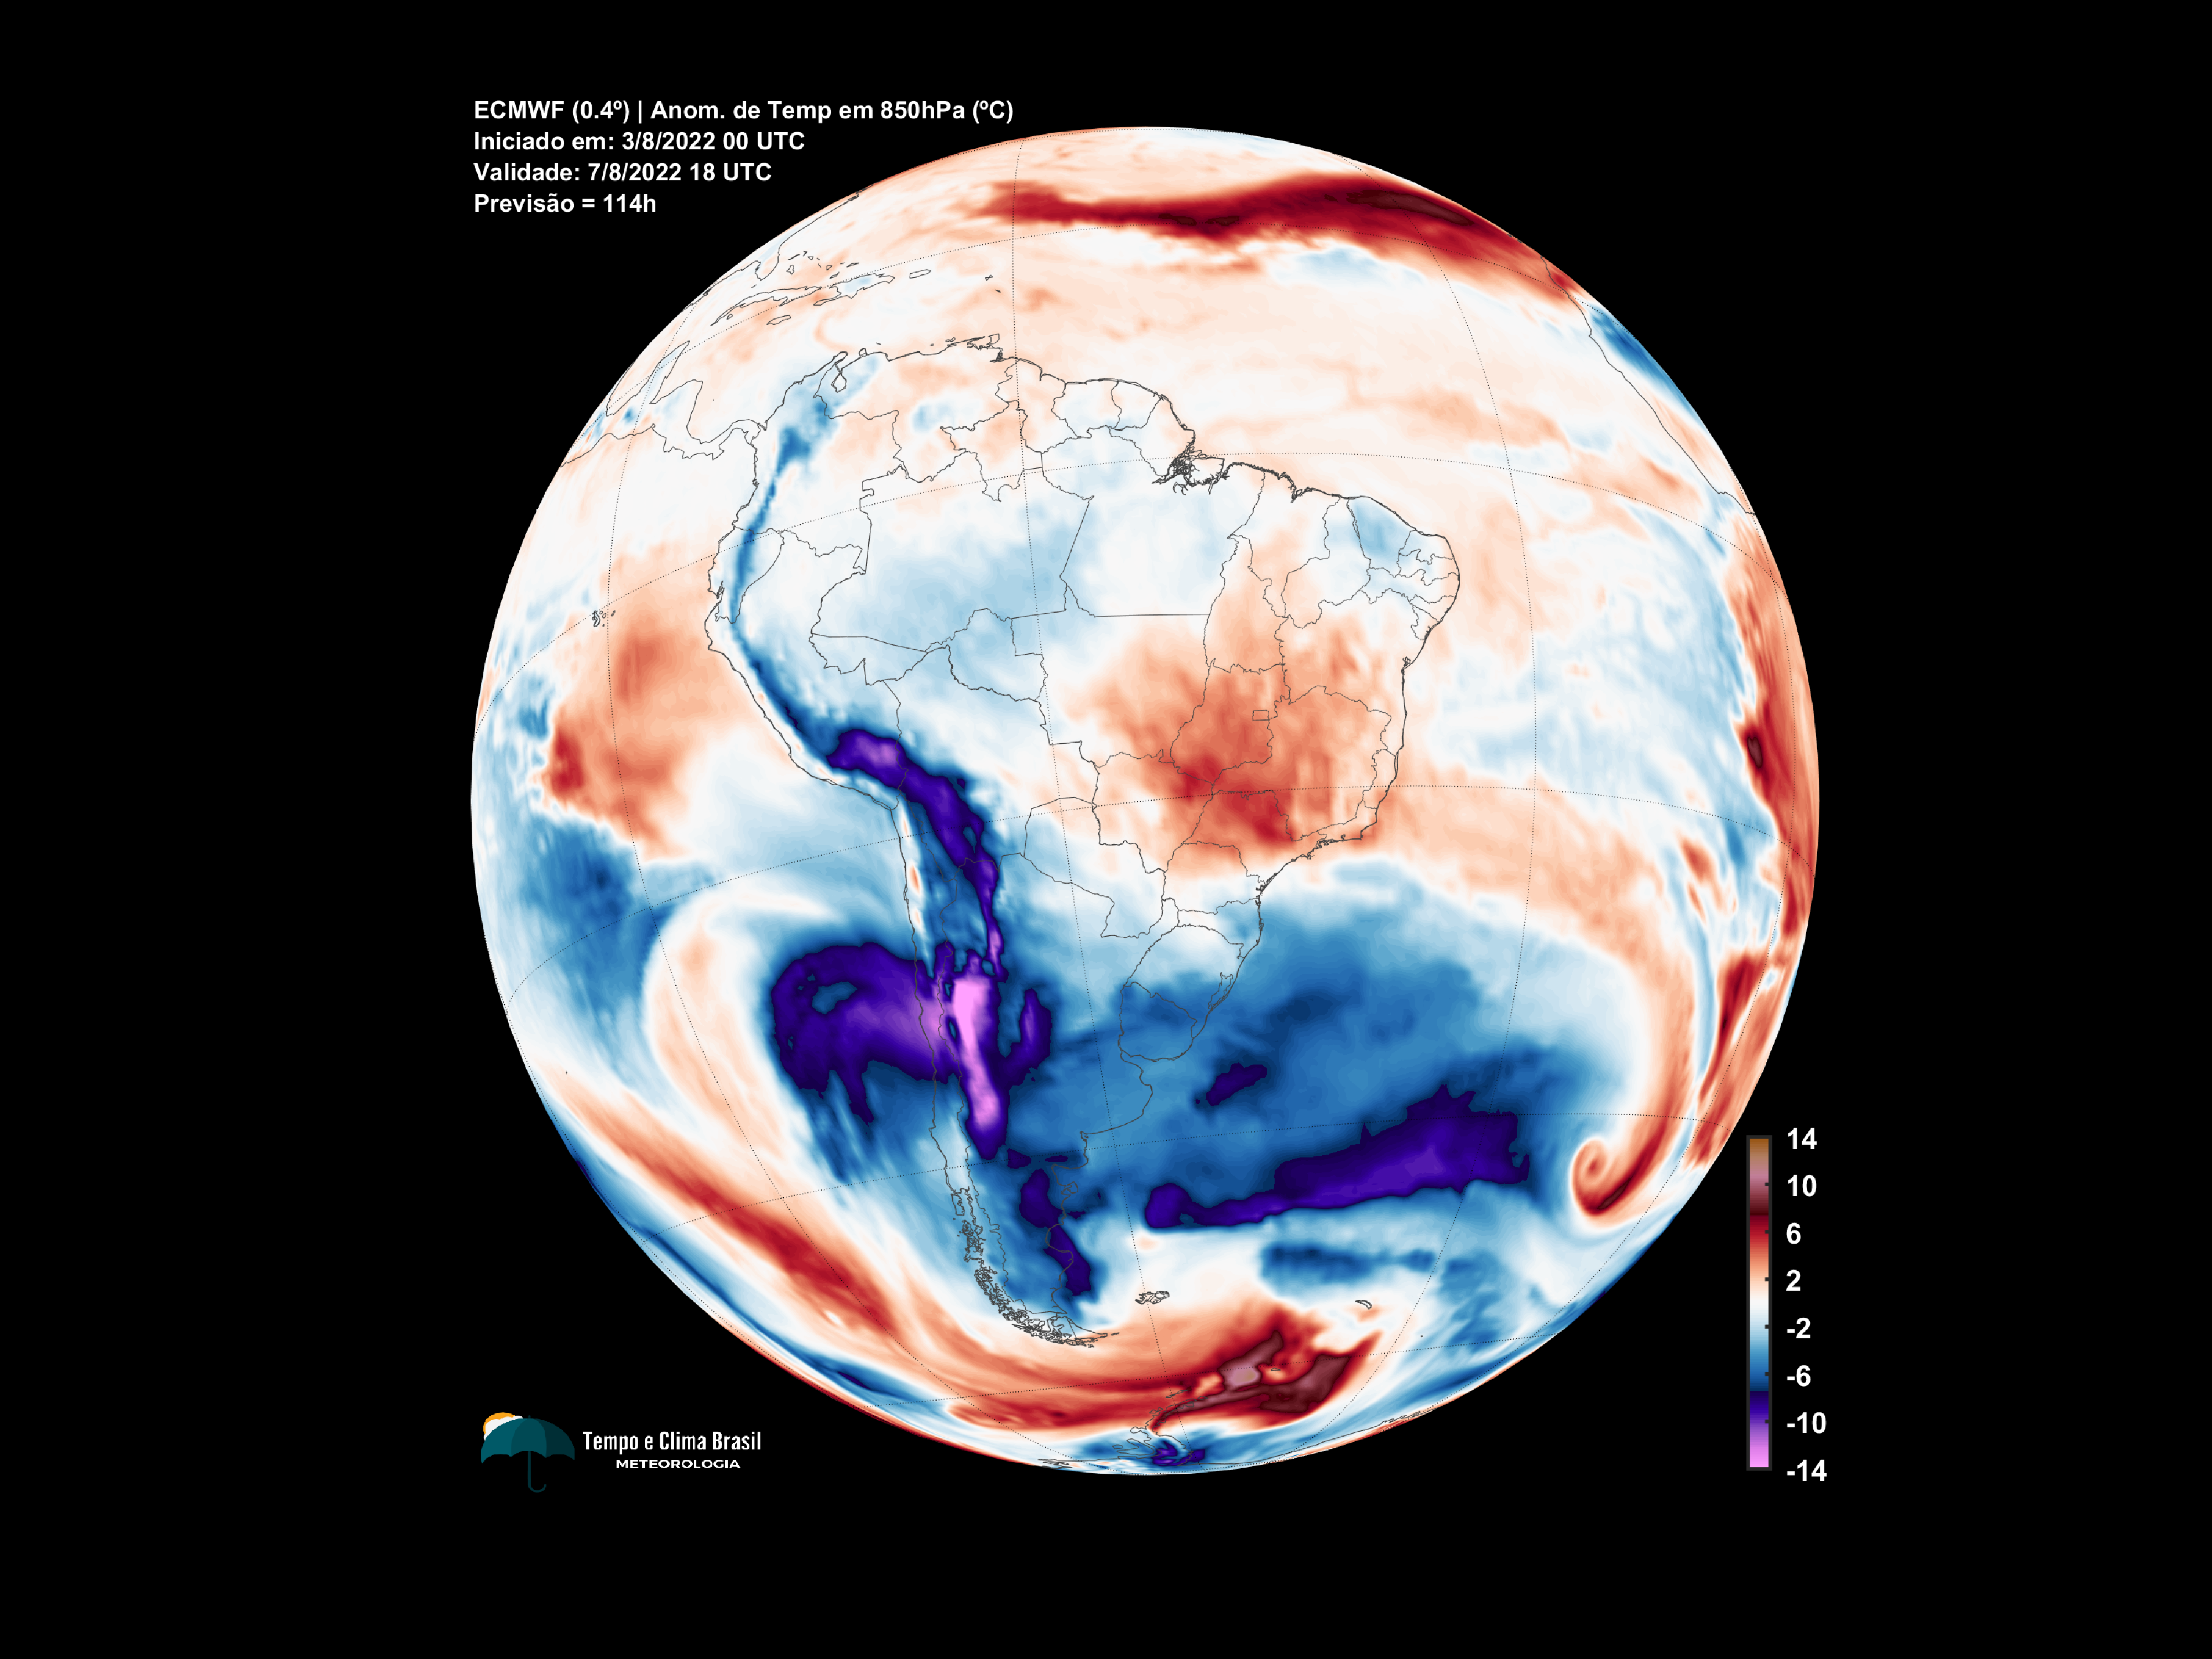 ECMWF (0.4º) | Anom. de Temp em 850hPa (ºC)
Iniciado em: 3/8/2022 00 UTC
Validade: 7/8/2022 18 UTC
Previsão = 114h
14
10
6
2
-2
-6
-10
-14
Tempo e Clima Brasil
METEOROLOGIA